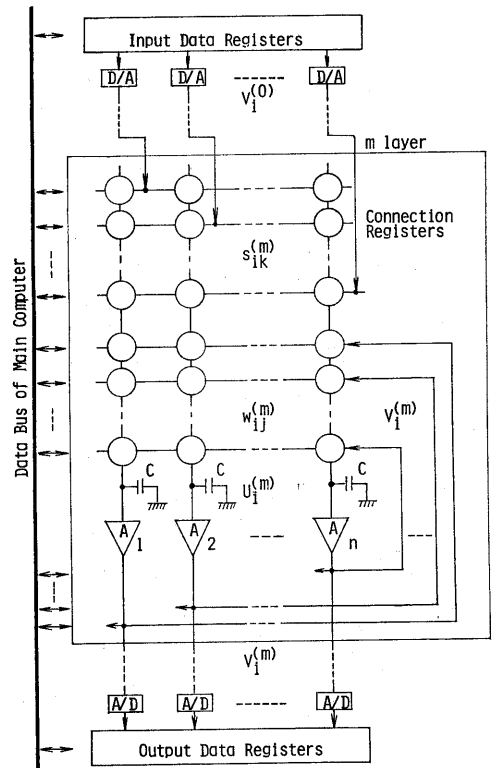 Input Data Registers
D/A D/A D/A
V_i^(0)
m layer
Connection
Registers
s_ik^(m)
Data Bus of Main Computer
w_ij^(m)
V_i^(m)
C C C
U_i^(m)
A A A
1 2 n
V_i^(m)
A/D A/D A/D
Output Data Registers